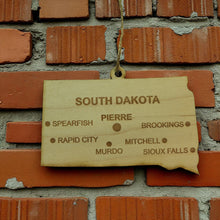 SOUTH DAKOTA
PIERRE
SPEARFISH
BROOKINGS
RAPID CITY
MITCHELL
MURDO
SIOUX FALLS